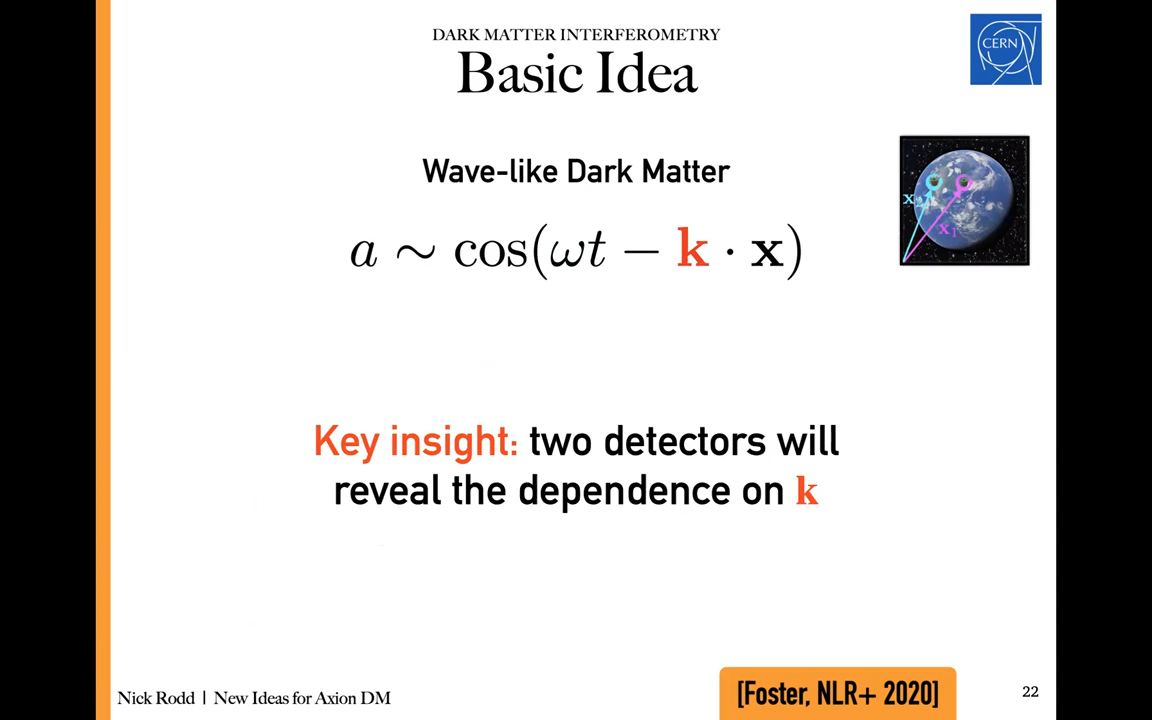 DARK MATTER INTERFEROMETRY
Basic Idea
CERN
Wave-like Dark Matter
x
x₁
a ∼ cos(ωt − k · x)
Key insight: two detectors will
reveal the dependence on k
Nick Rodd | New Ideas for Axion DM
[Foster, NLR+ 2020]
22